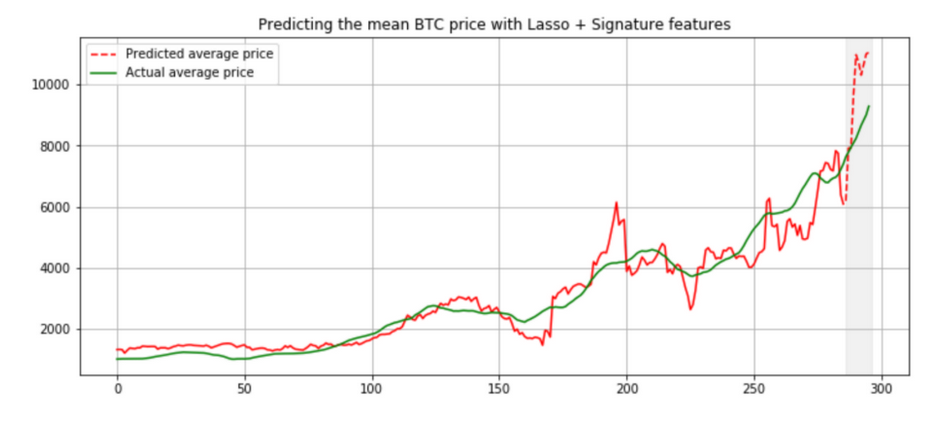 Predicting the mean BTC price with Lasso + Signature features
Predicted average price
Actual average price
10000
8000
6000
4000
2000
0 50 100 150 200 250 300